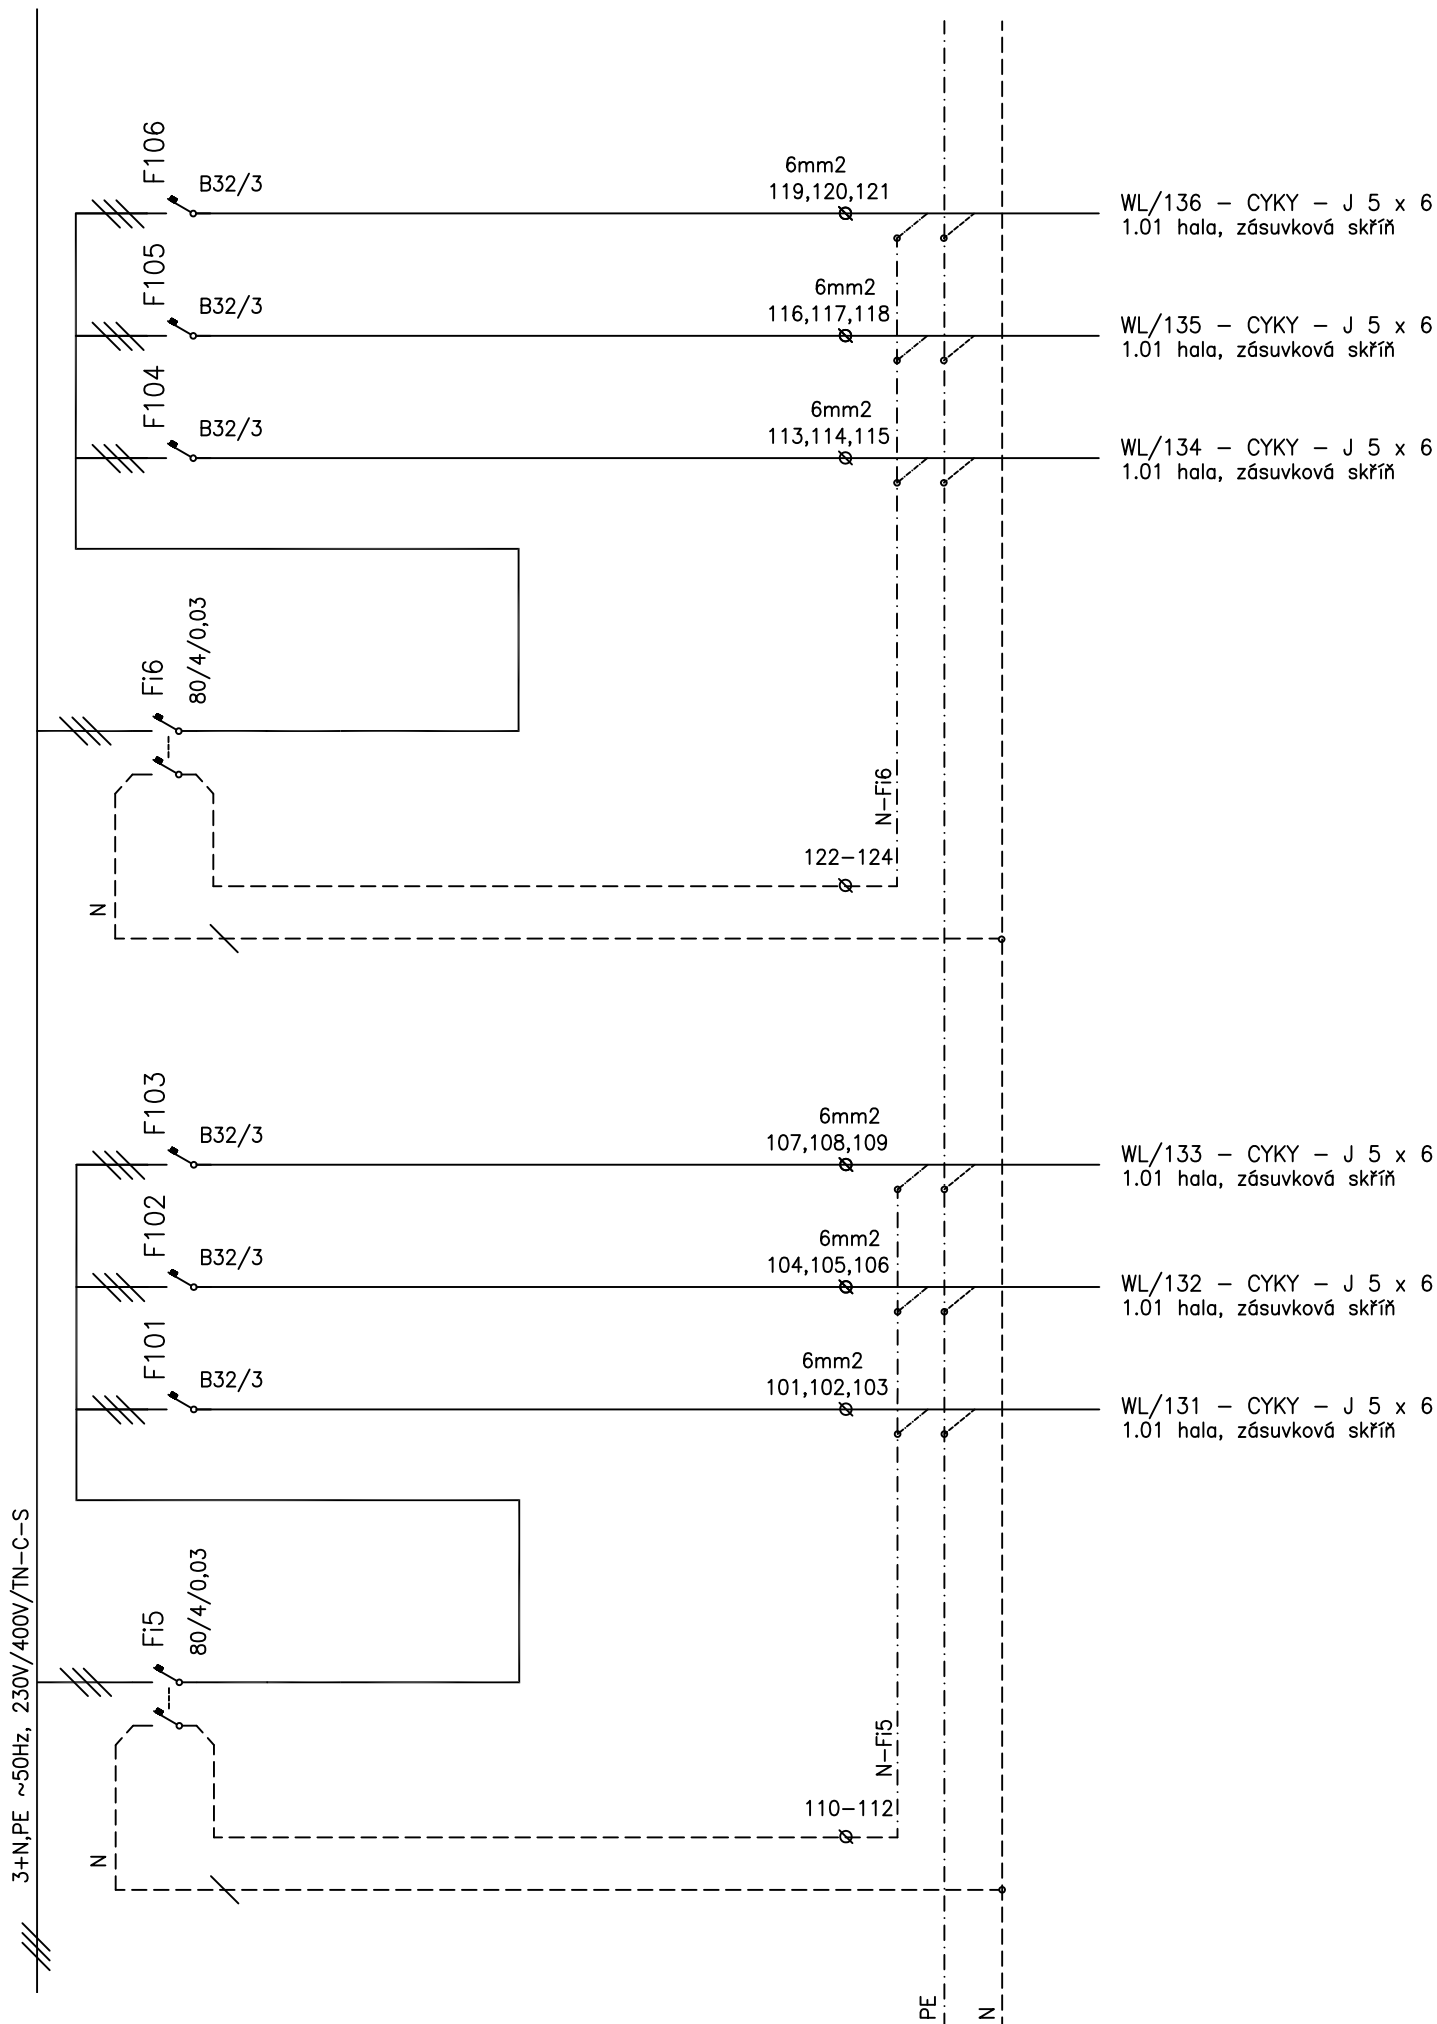 F106
B32/3
6mm2
119,120,121
WL/136 – CYKY – J 5 x 6
1.01 hala, zásuvková skříň
F105
B32/3
6mm2
116,117,118
WL/135 – CYKY – J 5 x 6
1.01 hala, zásuvková skříň
F104
B32/3
6mm2
113,114,115
WL/134 – CYKY – J 5 x 6
1.01 hala, zásuvková skříň
Fi6
80/4/0,03
N–Fi6
122–124
N
F103
B32/3
6mm2
107,108,109
WL/133 – CYKY – J 5 x 6
1.01 hala, zásuvková skříň
F102
B32/3
6mm2
104,105,106
WL/132 – CYKY – J 5 x 6
1.01 hala, zásuvková skříň
F101
B32/3
6mm2
101,102,103
WL/131 – CYKY – J 5 x 6
1.01 hala, zásuvková skříň
Fi5
80/4/0,03
N–Fi5
110–112
N
3+N,PE ~50Hz, 230V/400V/TN–C–S
PE
N